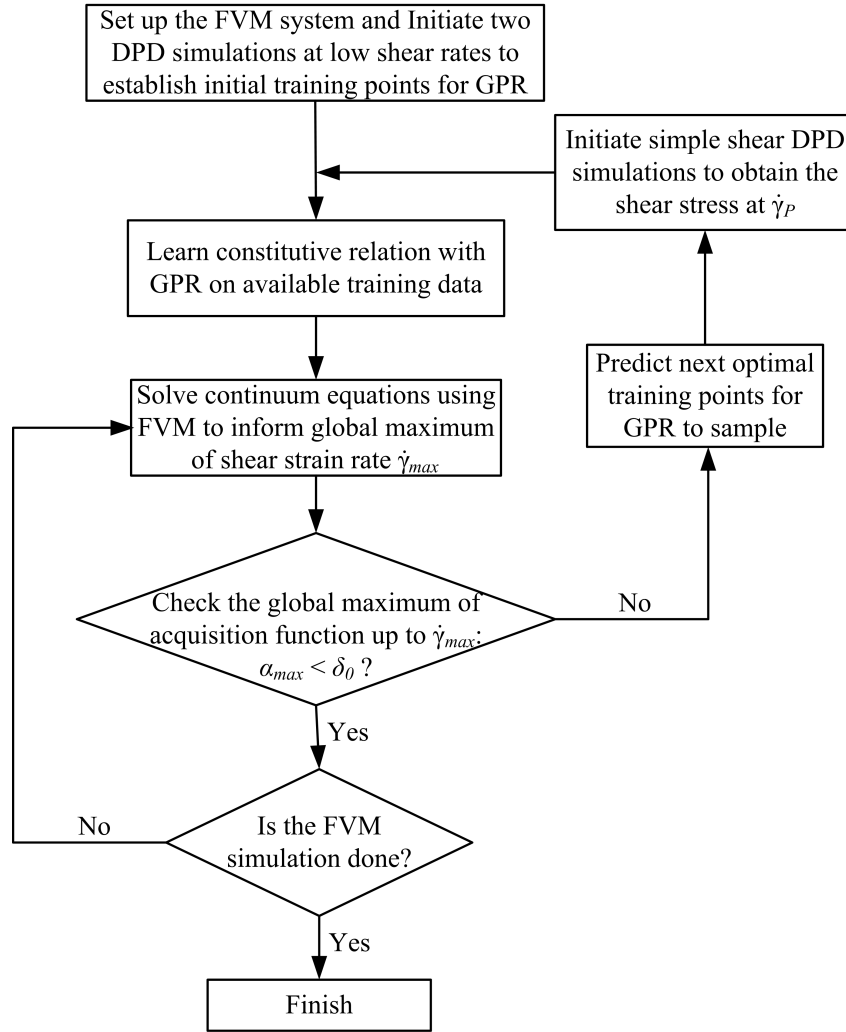 Set up the FVM system and Initiate two
DPD simulations at low shear rates to
establish initial training points for GPR
Initiate simple shear DPD
simulations to obtain the
shear stress at γ̇P
Learn constitutive relation with
GPR on available training data
Predict next optimal
training points for
GPR to sample
Solve continuum equations using
FVM to inform global maximum
of shear strain rate γ̇max
Check the global maximum of
acquisition function up to γ̇max:
αmax < δ0 ?
No
Yes
Is the FVM
simulation done?
No
Yes
Finish